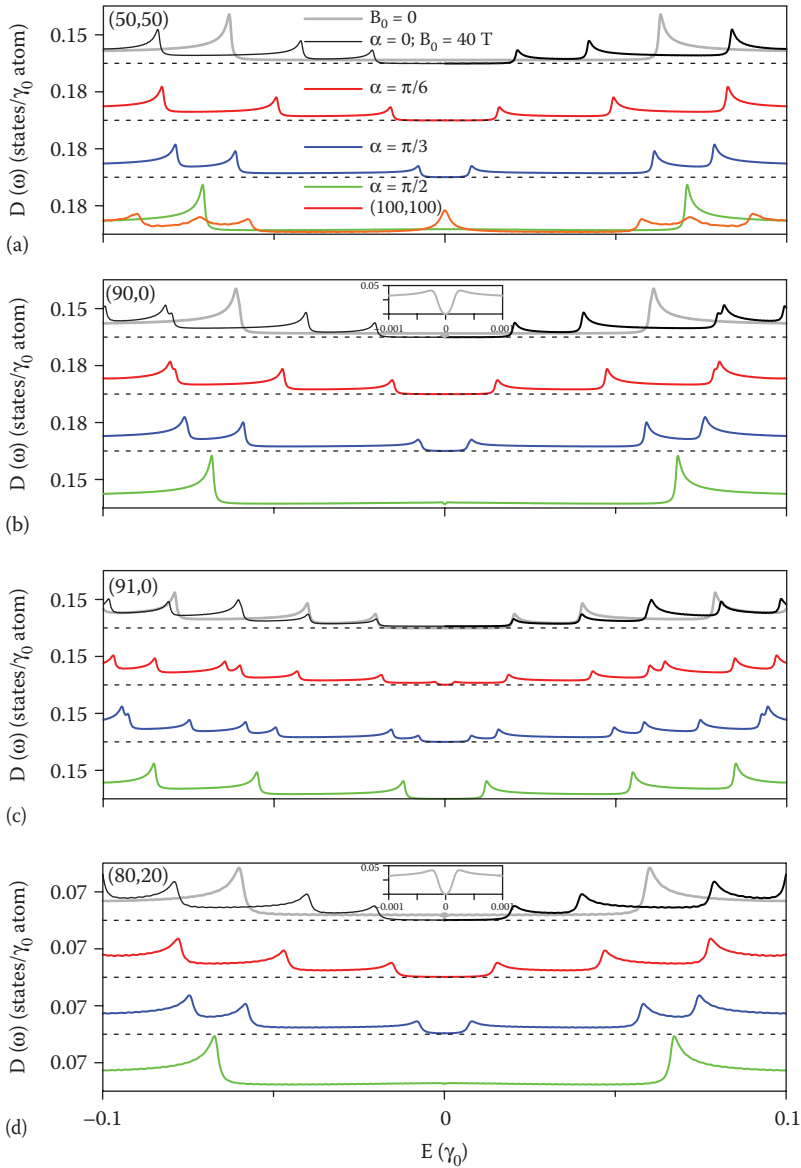 (50,50)
B₀ = 0
α = 0; B₀ = 40 T
α = π/6
α = π/3
α = π/2
(100,100)
0.15
0.18
0.18
0.18
D (ω) (states/γ₀ atom)
(a)
(90,0)
0.05
−0.001
0
0.001
0.15
0.18
0.18
0.15
D (ω) (states/γ₀ atom)
(b)
(91,0)
0.15
0.15
0.15
0.15
D (ω) (states/γ₀ atom)
(c)
(80,20)
0.05
−0.001
0
0.001
0.07
0.07
0.07
0.07
D (ω) (states/γ₀ atom)
(d)
−0.1
0
0.1
E (γ₀)